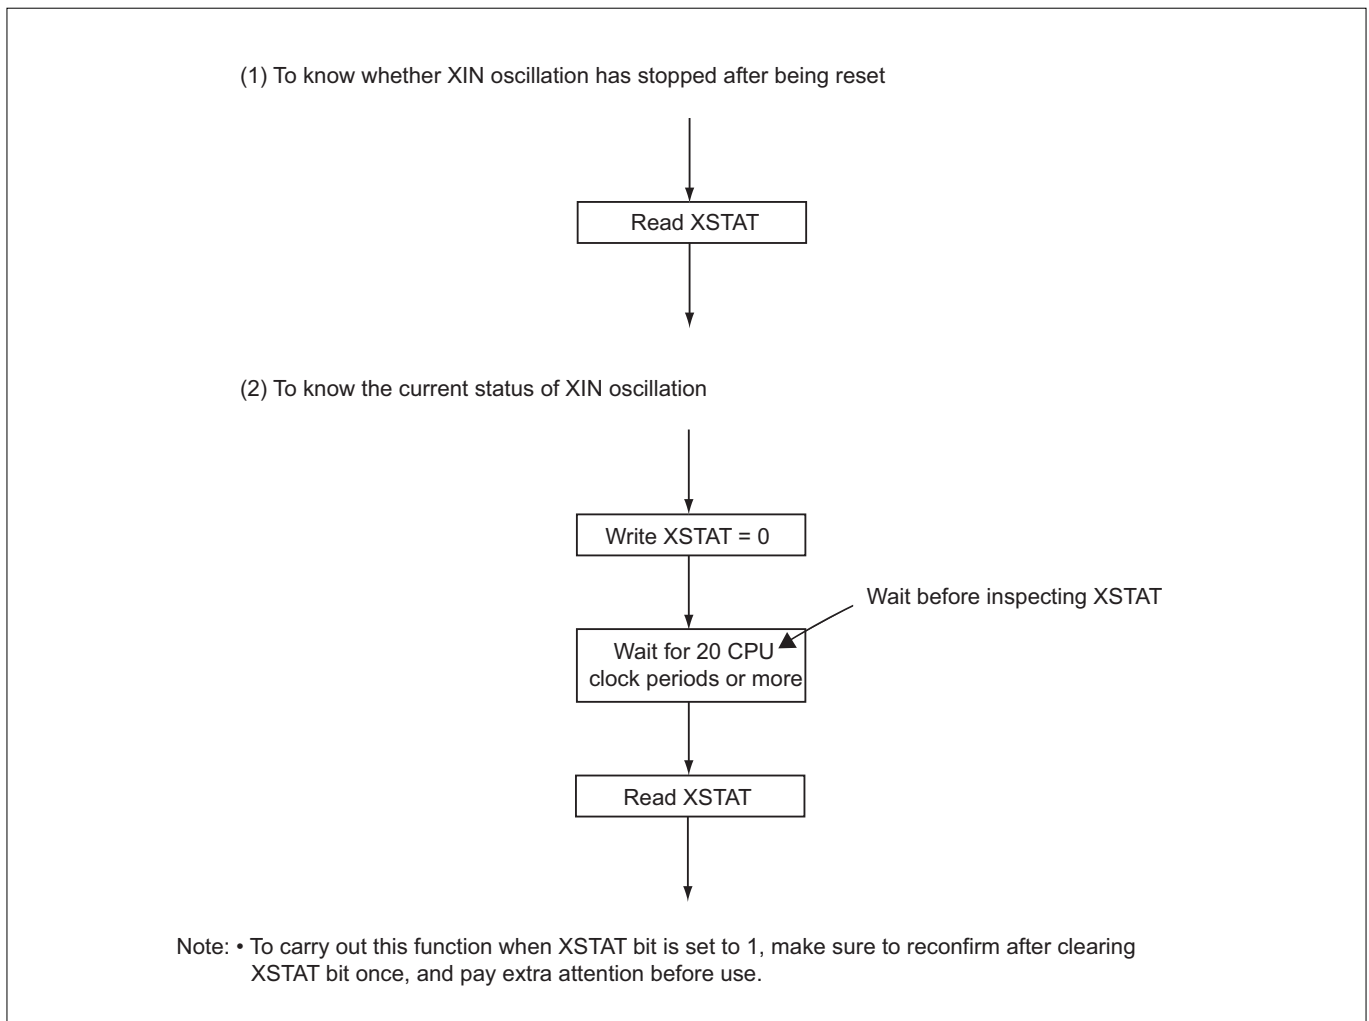 (1) To know whether XIN oscillation has stopped after being reset
Read XSTAT
(2) To know the current status of XIN oscillation
Write XSTAT = 0
Wait before inspecting XSTAT
Wait for 20 CPU
clock periods or more
Read XSTAT
Note: • To carry out this function when XSTAT bit is set to 1, make sure to reconfirm after clearing
XSTAT bit once, and pay extra attention before use.